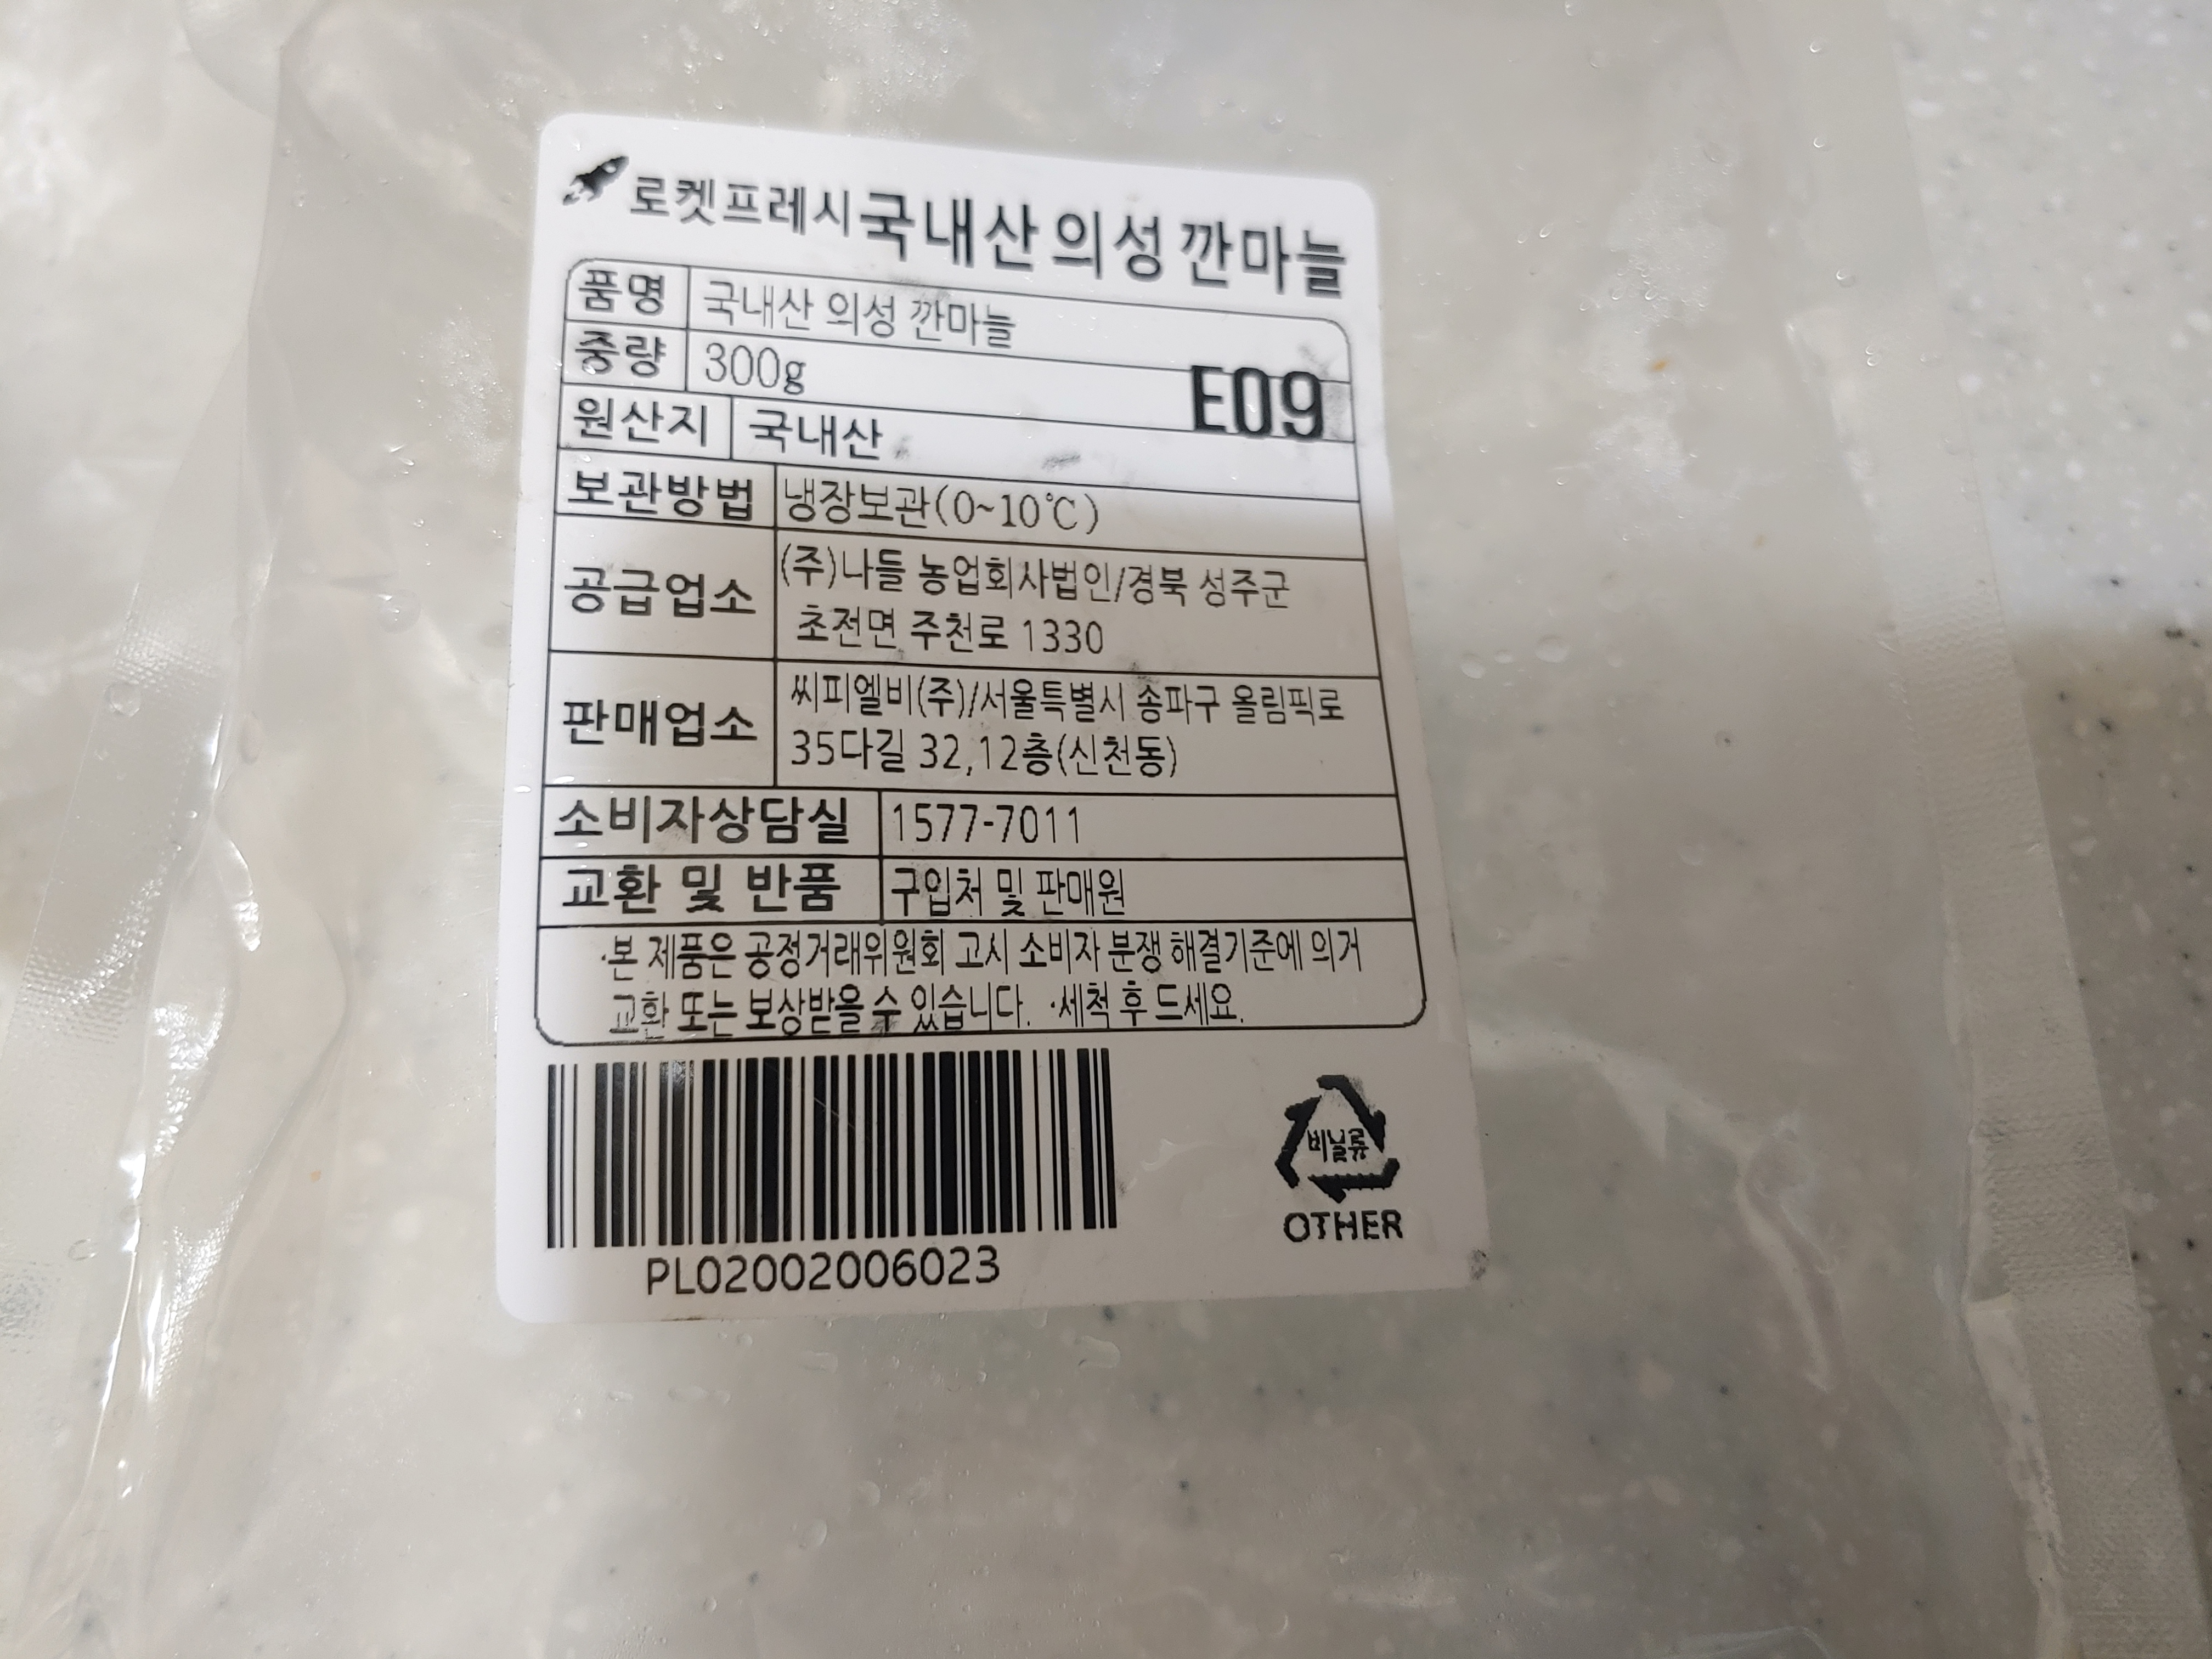 로켓프레시 국내산 의성 깐마늘
품명 국내산 의성 깐마늘
중량 300g
E09
원산지 국내산
보관방법 냉장보관(0~10℃)
공급업소 (주)나들 농업회사법인/경북 성주군
초전면 주천로 1330
판매업소 씨피엘비(주)/서울특별시 송파구 올림픽로
35다길 32,12층(신천동)
소비자상담실 1577-7011
교환 및 반품 구입처 및 판매원
·본 제품은 공정거래위원회 고시 소비자 분쟁 해결기준에 의거
교환 또는 보상받을 수 있습니다. ·세척 후 드세요.
비닐류
OTHER
PL02002006023